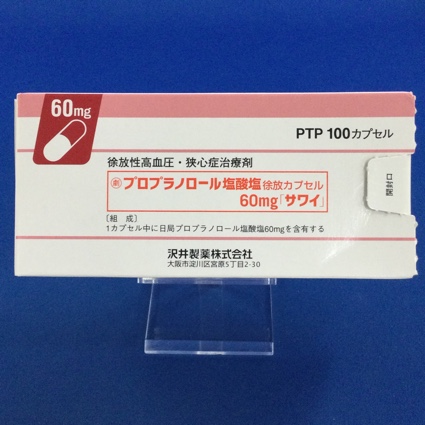 60mg
PTP 100カプセル
徐放性高血圧・狭心症治療剤
劇 プロプラノロール塩酸塩徐放カプセル
60mg「サワイ」
〔組 成〕
1カプセル中に日局プロプラノロール塩酸塩60mgを含有する
開封口
沢井製薬株式会社
大阪市淀川区宮原5丁目2-30